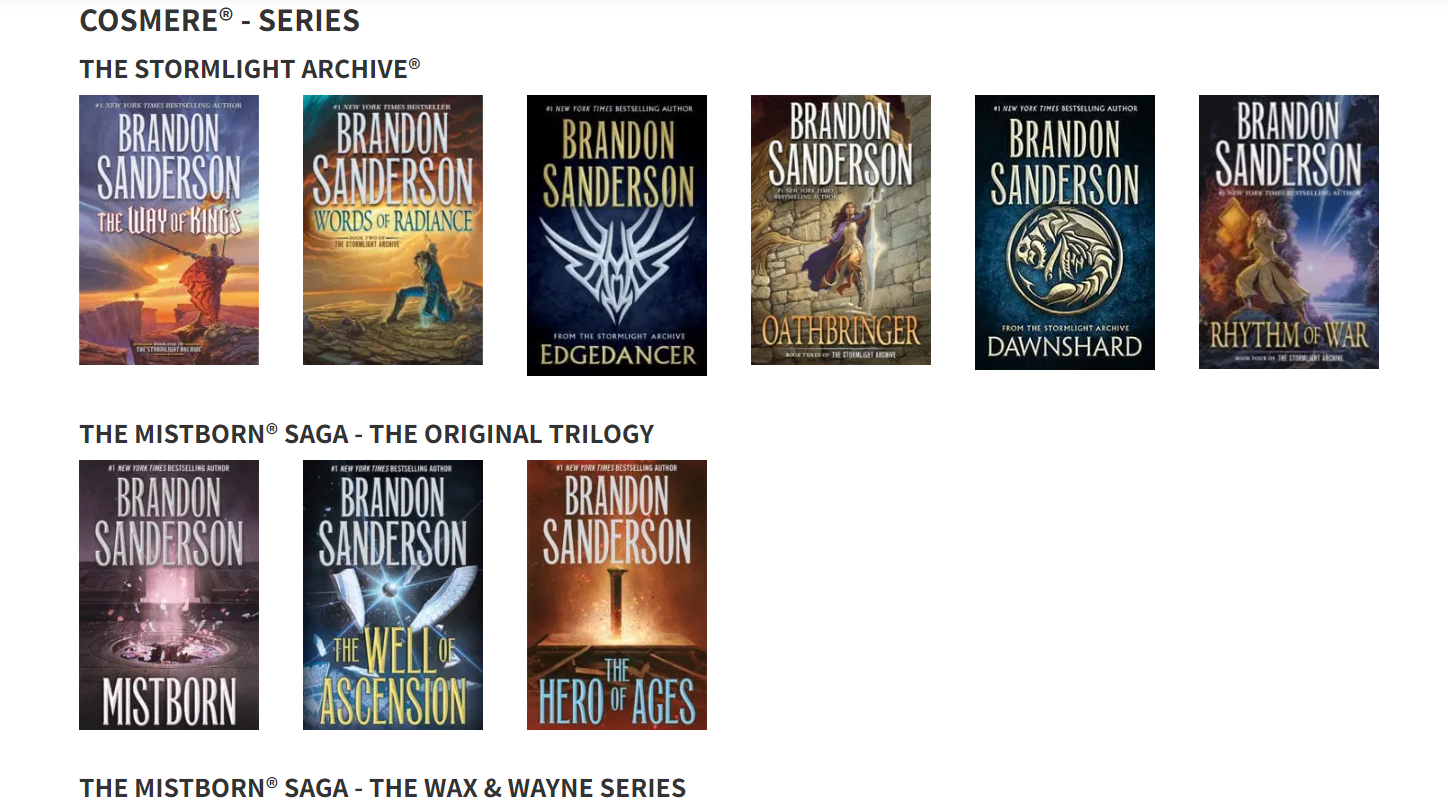 COSMERE® - SERIES
THE STORMLIGHT ARCHIVE®
#1 NEW YORK TIMES BESTSELLING AUTHOR
BRANDON
SANDERSON
THE WAY OF KINGS
BOOK ONE OF
THE STORMLIGHT ARCHIVE
#1 NEW YORK TIMES BESTSELLER
BRANDON
SANDERSON
WORDS OF RADIANCE
BOOK TWO OF
THE STORMLIGHT ARCHIVE
#1 NEW YORK TIMES BESTSELLING AUTHOR
BRANDON
SANDERSON
FROM THE STORMLIGHT ARCHIVE
EDGEDANCER
BRANDON
SANDERSON
#1 NEW YORK TIMES
BESTSELLING AUTHOR
OATHBRINGER
BOOK THREE OF THE STORMLIGHT ARCHIVE
#1 NEW YORK TIMES BESTSELLING AUTHOR
BRANDON
SANDERSON
FROM THE STORMLIGHT ARCHIVE
DAWNSHARD
BRANDON
SANDERSON
#1 NEW YORK TIMES BESTSELLING AUTHOR
RHYTHM OF WAR
BOOK FOUR OF THE STORMLIGHT ARCHIVE
THE MISTBORN® SAGA - THE ORIGINAL TRILOGY
#1 NEW YORK TIMES BESTSELLING AUTHOR
BRANDON
SANDERSON
MISTBORN
#1 NEW YORK TIMES BESTSELLING AUTHOR
BRANDON
SANDERSON
THE WELL OF
ASCENSION
#1 NEW YORK TIMES BESTSELLING AUTHOR
BRANDON
SANDERSON
THE
HERO OF AGES
THE MISTBORN® SAGA - THE WAX & WAYNE SERIES